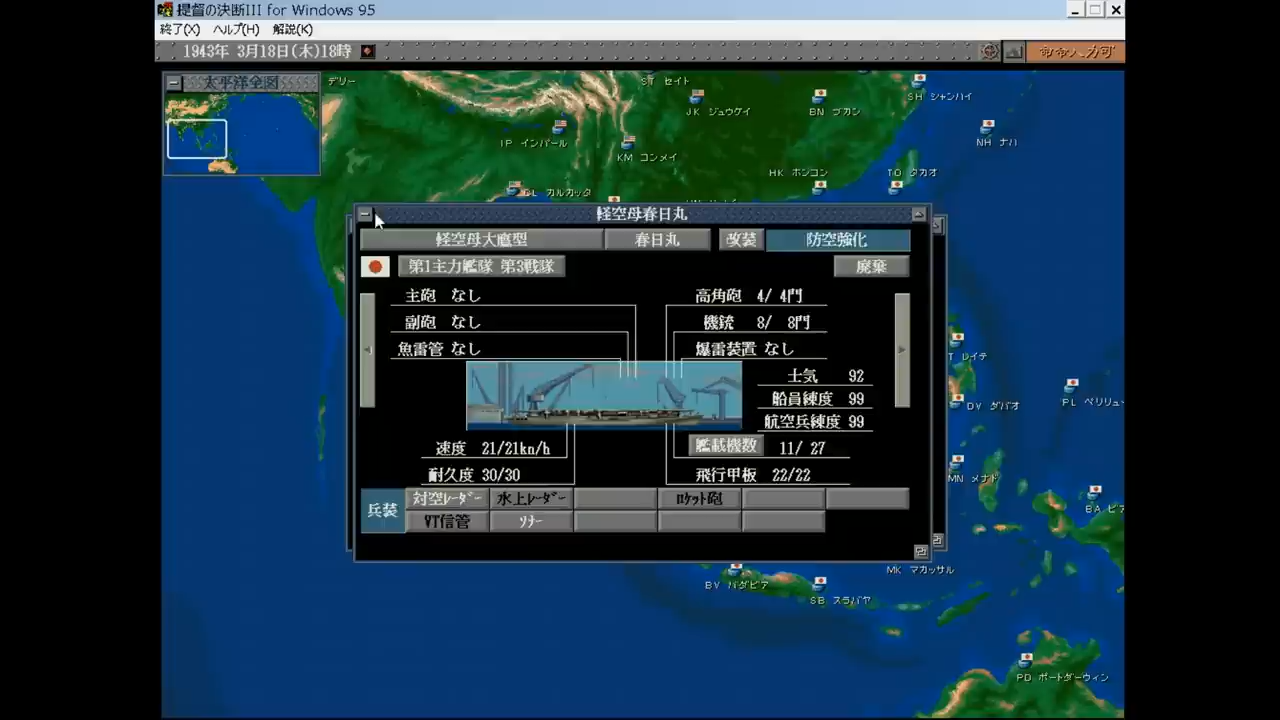 提督の決断III for Windows 95
終了(X) ヘルプ(H) 解説(K)
1943年 3月18日(木)18時
命令入力可
太平洋全図
デリー
ST セイト
JK ジュウケイ
BN ブカン
SH シャンハイ
IP インパール
KM コンメイ
NH ナハ
HK ホンコン
TO タカオ
CL カルカッタ
軽空母春日丸
軽空母大鷹型 春日丸 改装 防空強化
第1主力艦隊 第3戦隊 廃棄
主砲 なし 高角砲 4/ 4門
副砲 なし 機銃 8/ 8門
魚雷管 なし 爆雷装置 なし
士気 92
船員練度 99
航空兵練度 99
速度 21/21kn/h 艦載機数 11/ 27
耐久度 30/30 飛行甲板 22/22
兵装 対空レーダー 水上レーダー ロケット砲
VT信管 ソナー
T レイテ
DV ダバオ
PL ペリリュー
MN メナド
BA ビア
MK マカッサル
BV バダビア
SB スラバヤ
PD ポートダーウィン